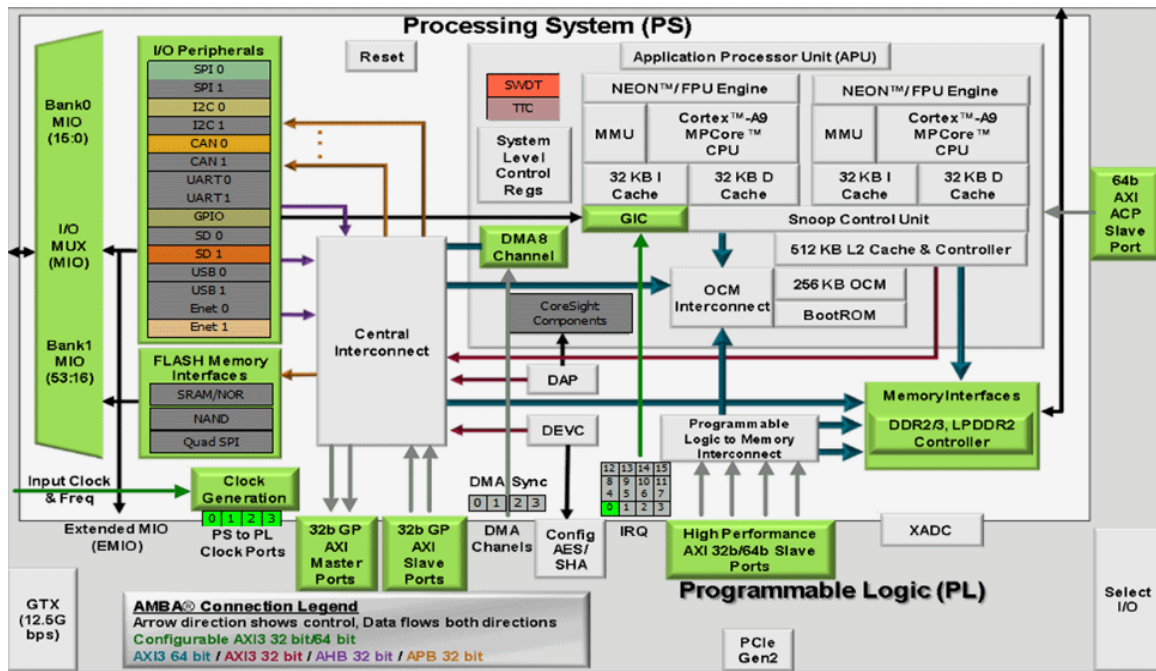 Processing System (PS)
I/O Peripherals
SPI 0
SPI 1
I2C 0
I2C 1
CAN 0
CAN 1
UART 0
UART 1
GPIO
SD 0
SD 1
USB 0
USB 1
Enet 0
Enet 1
Bank0
MIO
(15:0)
I/O
MUX
(MIO)
Bank1
MIO
(53:16)
FLASH Memory
Interfaces
SRAM/NOR
NAND
Quad SPI
Reset
Application Processor Unit (APU)
SWDT
TTC
System
Level
Control
Regs
NEON™/ FPU Engine
MMU
Cortex™-A9
MPCore™
CPU
32 KB I
Cache
32 KB D
Cache
NEON™/ FPU Engine
MMU
Cortex™-A9
MPCore™
CPU
32 KB I
Cache
32 KB D
Cache
GIC
Snoop Control Unit
DMA8
Channel
512 KB L2 Cache & Controller
OCM
Interconnect
256 KB OCM
BootROM
CoreSight
Components
Central
Interconnect
DAP
DEVC
Programmable
Logic to Memory
Interconnect
Memory Interfaces
DDR2/3, LPDDR2
Controller
64b
AXI
ACP
Slave
Port
Input Clock
& Freq
Clock
Generation
0 1 2 3
PS to PL
Clock Ports
Extended MIO
(EMIO)
32b GP
AXI
Master
Ports
32b GP
AXI
Slave
Ports
DMA Sync
0 1 2 3
DMA
Channels
Config
AES/
SHA
12 13 14 15
8 9 10 11
4 5 6 7
0 1 2 3
IRQ
High Performance
AXI 32b/64b Slave
Ports
XADC
Programmable Logic (PL)
GTX
(12.5G
bps)
AMBA® Connection Legend
Arrow direction shows control, Data flows both directions
Configurable AXI3 32 bit/64 bit
AXI3 64 bit / AXI3 32 bit / AHB 32 bit / APB 32 bit
PCIe
Gen2
Select
I/O